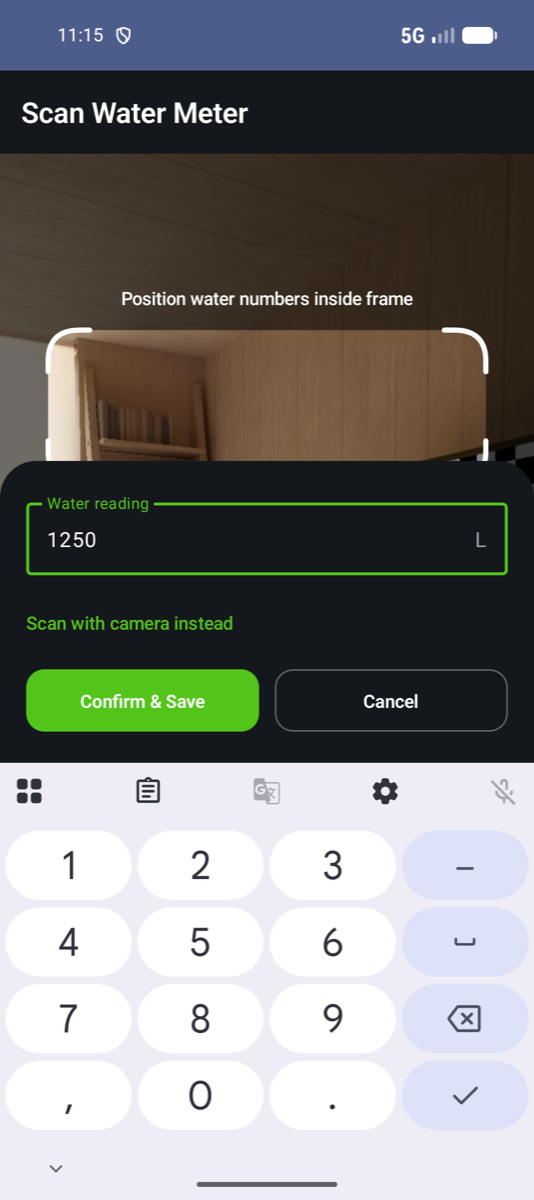 11:15
5G
Scan Water Meter
Position water numbers inside frame
Water reading
1250 L
Scan with camera instead
Confirm & Save Cancel
1 2 3 –
4 5 6
7 8 9
, 0 .